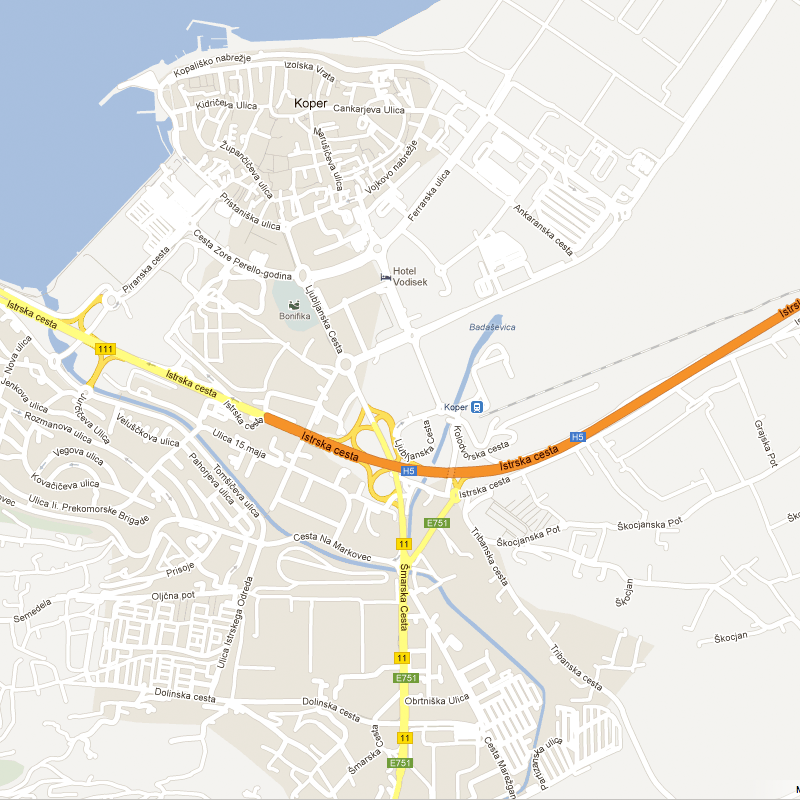 Kopališko nabrežje
Izolska Vrata
Kidričeva Ulica
Koper
Cankarjeva Ulica
Župančičeva ulica
Marušičeva ulica
Vojkovo nabrežje
Pristaniška ulica
Ferrarska ulica
Ankaranska cesta
Cesta Zore Perello-godina
Piranska cesta
Hotel
Vodisek
Bonifika
Ljubljanska Cesta
Badaševica
Istrska cesta
111
Nova ulica
Istrska cesta
Jenkova ulica
Jurčičeva Ulica
Istrska cesta
Koper
Rozmanova ulica
Veluščkova ulica
Ulica 15 maja
Istrska cesta
Ljubljanska Cesta
Kolodvorska cesta
H5
Grajska Pot
Vegova ulica
Pahorjeva ulica
Tomšičeva ulica
H5
Istrska cesta
Kovačičeva ulica
Istrska cesta
Ulica Ii. Prekomorske Brigade
E751
Škocjanska Pot
Škocjanska Pot
Cesta Na Markovec
11
Tribanska cesta
Prisoje
Šmarska Cesta
Oljčna pot
Škocjan
Semedela
Ulica Istrskega Odreda
Škocjan
11
E751
Tribanska cesta
Dolinska cesta
Dolinska cesta
Obrtniška Ulica
11
Šmarska Cesta
Cesta Marežgan
Partizanska ulica
E751